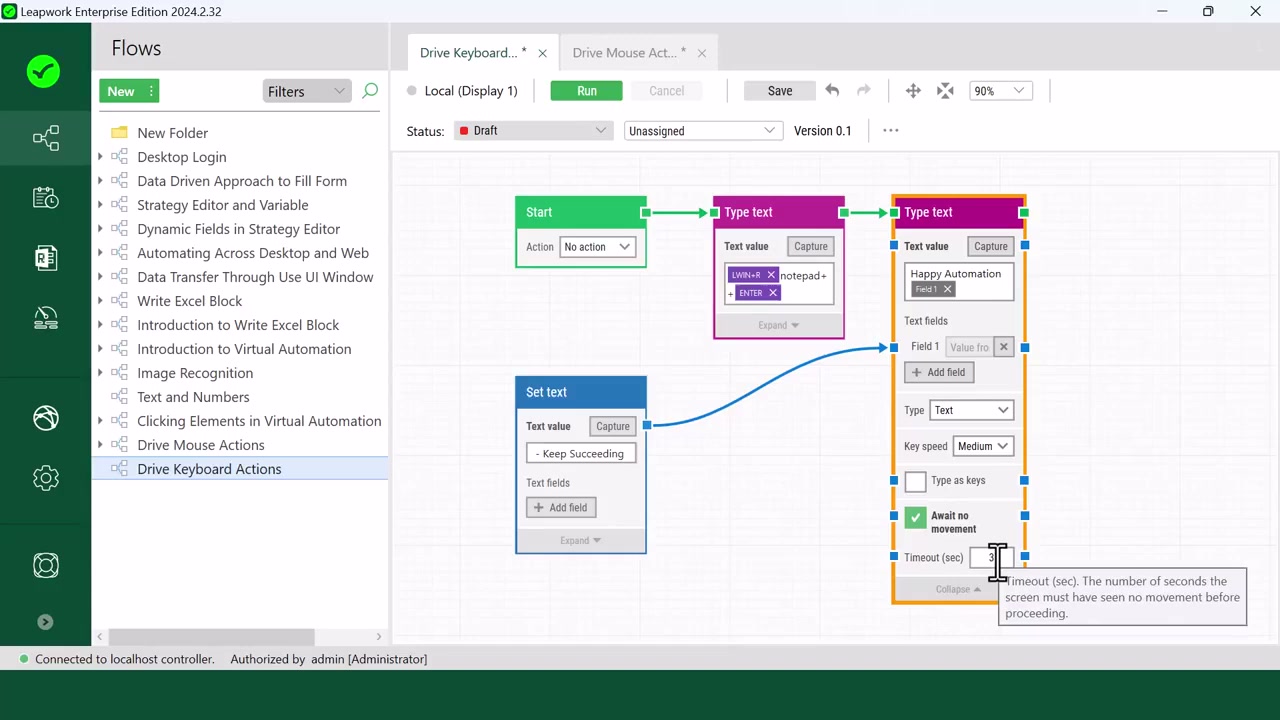 Leapwork Enterprise Edition 2024.2.32
Flows
Drive Keyboard... *
Drive Mouse Act... *
New
Filters
Local (Display 1)
Run
Cancel
Save
90%
Status:
Draft
Unassigned
Version 0.1
New Folder
Desktop Login
Data Driven Approach to Fill Form
Strategy Editor and Variable
Dynamic Fields in Strategy Editor
Automating Across Desktop and Web
Data Transfer Through Use UI Window
Write Excel Block
Introduction to Write Excel Block
Introduction to Virtual Automation
Image Recognition
Text and Numbers
Clicking Elements in Virtual Automation
Drive Mouse Actions
Drive Keyboard Actions
Start
Action
No action
Type text
Text value
Capture
LWIN+R notepad+
+ ENTER
Expand
Set text
Text value
Capture
- Keep Succeeding
Text fields
+ Add field
Expand
Type text
Text value
Capture
Happy Automation
Field 1
Text fields
Field 1
Value fro
+ Add field
Type
Text
Key speed
Medium
Type as keys
Await no
movement
Timeout (sec)
3
Collapse
Timeout (sec). The number of seconds the
screen must have seen no movement before
proceeding.
Connected to localhost controller.
Authorized by admin [Administrator]